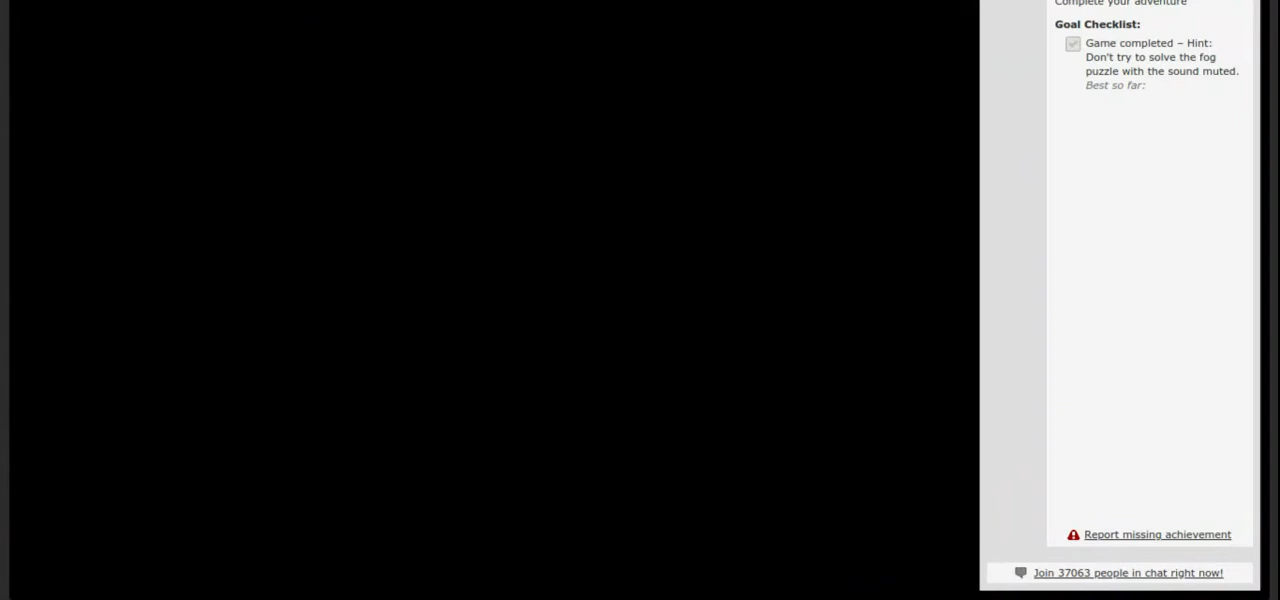 Complete your adventure
Goal Checklist:
Game completed – Hint:
Don't try to solve the fog
puzzle with the sound muted.
Best so far:
Report missing achievement
Join 37063 people in chat right now!